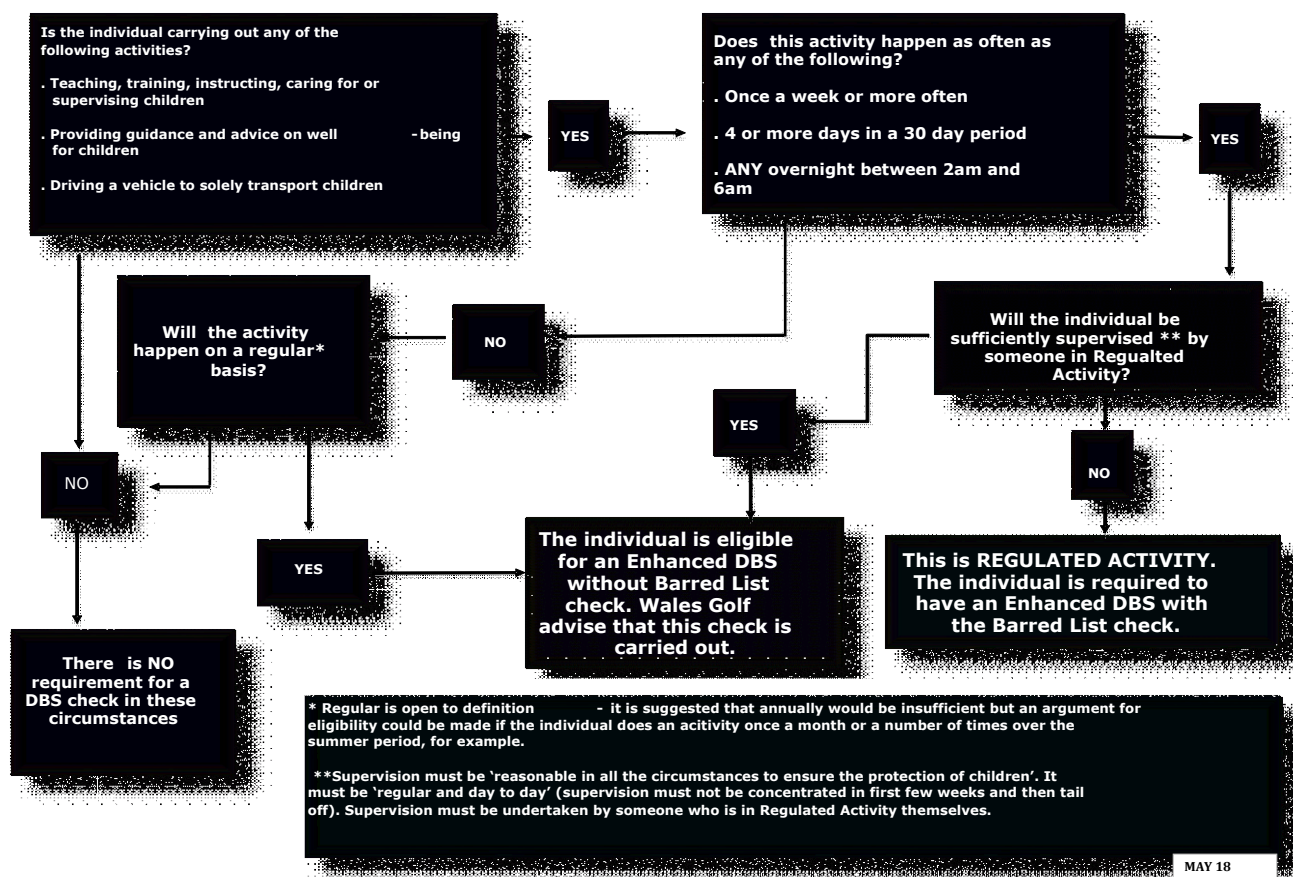 Is the individual carrying out any of the
following activities?
. Teaching, training, instructing, caring for or
supervising children
. Providing guidance and advice on well -being
for children
. Driving a vehicle to solely transport children
YES
Does this activity happen as often as
any of the following?
. Once a week or more often
. 4 or more days in a 30 day period
. ANY overnight between 2am and
6am
YES
Will the activity
happen on a regular*
basis?
NO
Will the individual be
sufficiently supervised ** by
someone in Regualted
Activity?
YES
NO
NO
YES
The individual is eligible
for an Enhanced DBS
without Barred List
check. Wales Golf
advise that this check is
carried out.
This is REGULATED ACTIVITY.
The individual is required to
have an Enhanced DBS with
the Barred List check.
There is NO
requirement for a
DBS check in these
circumstances
* Regular is open to definition - it is suggested that annually would be insufficient but an argument for
eligibility could be made if the individual does an acitivity once a month or a number of times over the
summer period, for example.
**Supervision must be ‘reasonable in all the circumstances to ensure the protection of children’. It
must be ‘regular and day to day’ (supervision must not be concentrated in first few weeks and then tail
off). Supervision must be undertaken by someone who is in Regulated Activity themselves.
MAY 18